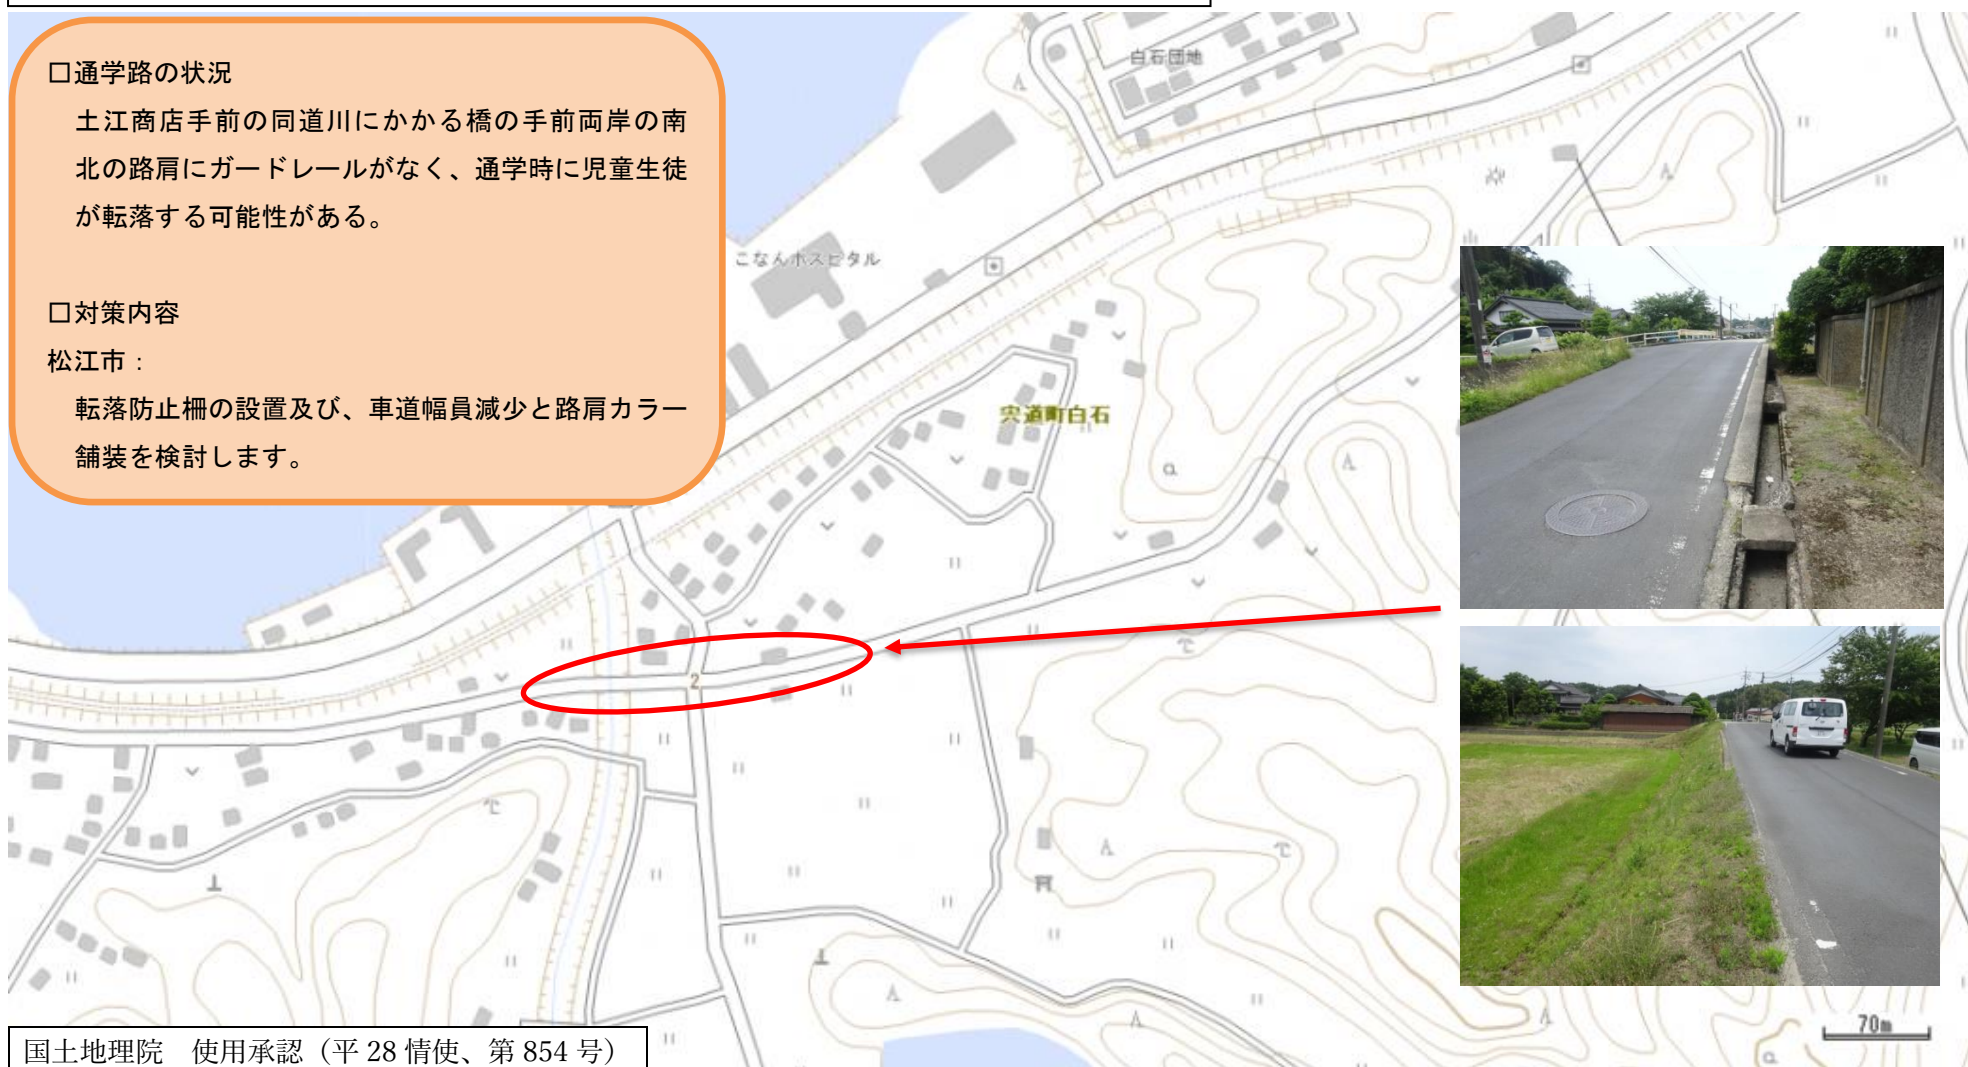 □通学路の状況
土江商店手前の同道川にかかる橋の手前両岸の南
北の路肩にガードレールがなく、通学時に児童生徒
が転落する可能性がある。
□対策内容
松江市：
転落防止柵の設置及び、車道幅員減少と路肩カラー
舗装を検討します。
白石団地
こなんホスピタル
宍道町白石
2
70m
国土地理院　使用承認（平 28 情使、第 854 号）